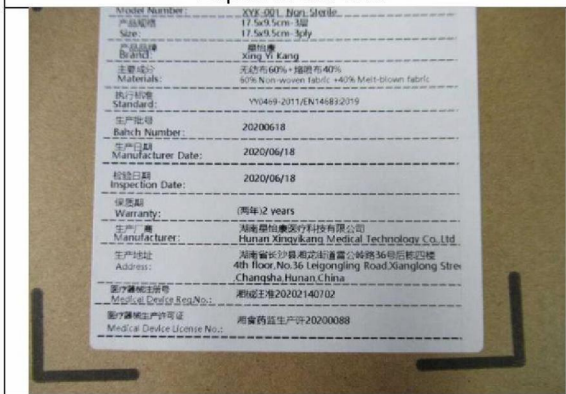 Model Number: XYK-001 Non-Sterile
产品规格 17.5x9.5cm-3层
Size: 17.5x9.5cm-3ply
产品品牌 星怡康
Brand: Xing Yi Kang
主要成分 无纺布60%+熔喷布40%
Materials: 60% Non-woven fabric +40% Melt-blown fabric
执行标准
Standard: YY0469-2011/EN14683:2019
生产批号
Bahch Number: 20200618
生产日期
Manufacturer Date: 2020/06/18
检验日期
Inspection Date: 2020/06/18
保质期
Warranty: (两年)2 years
生产厂商 湖南星怡康医疗科技有限公司
Manufacturer: Hunan Xingyikang Medical Technology Co.,Ltd
生产地址 湖南省长沙县湘龙街道雷公岭路36号后栋四楼
Address: 4th floor,No.36 Leigongling Road,Xianglong Stree
,Changsha,Hunan,China
医疗器械注册号
Medical Device Reg.No.: 湘械注准20202140702
医疗器械生产许可证
Medical Device License No.: 湘食药监生产许20200088